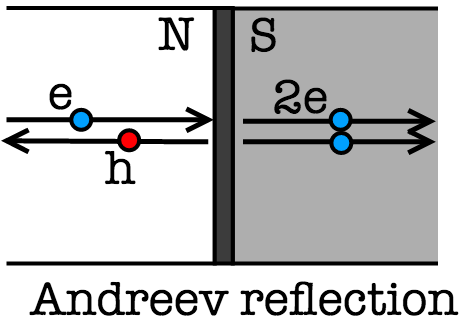 N S
e 2e
h
Andreev reflection